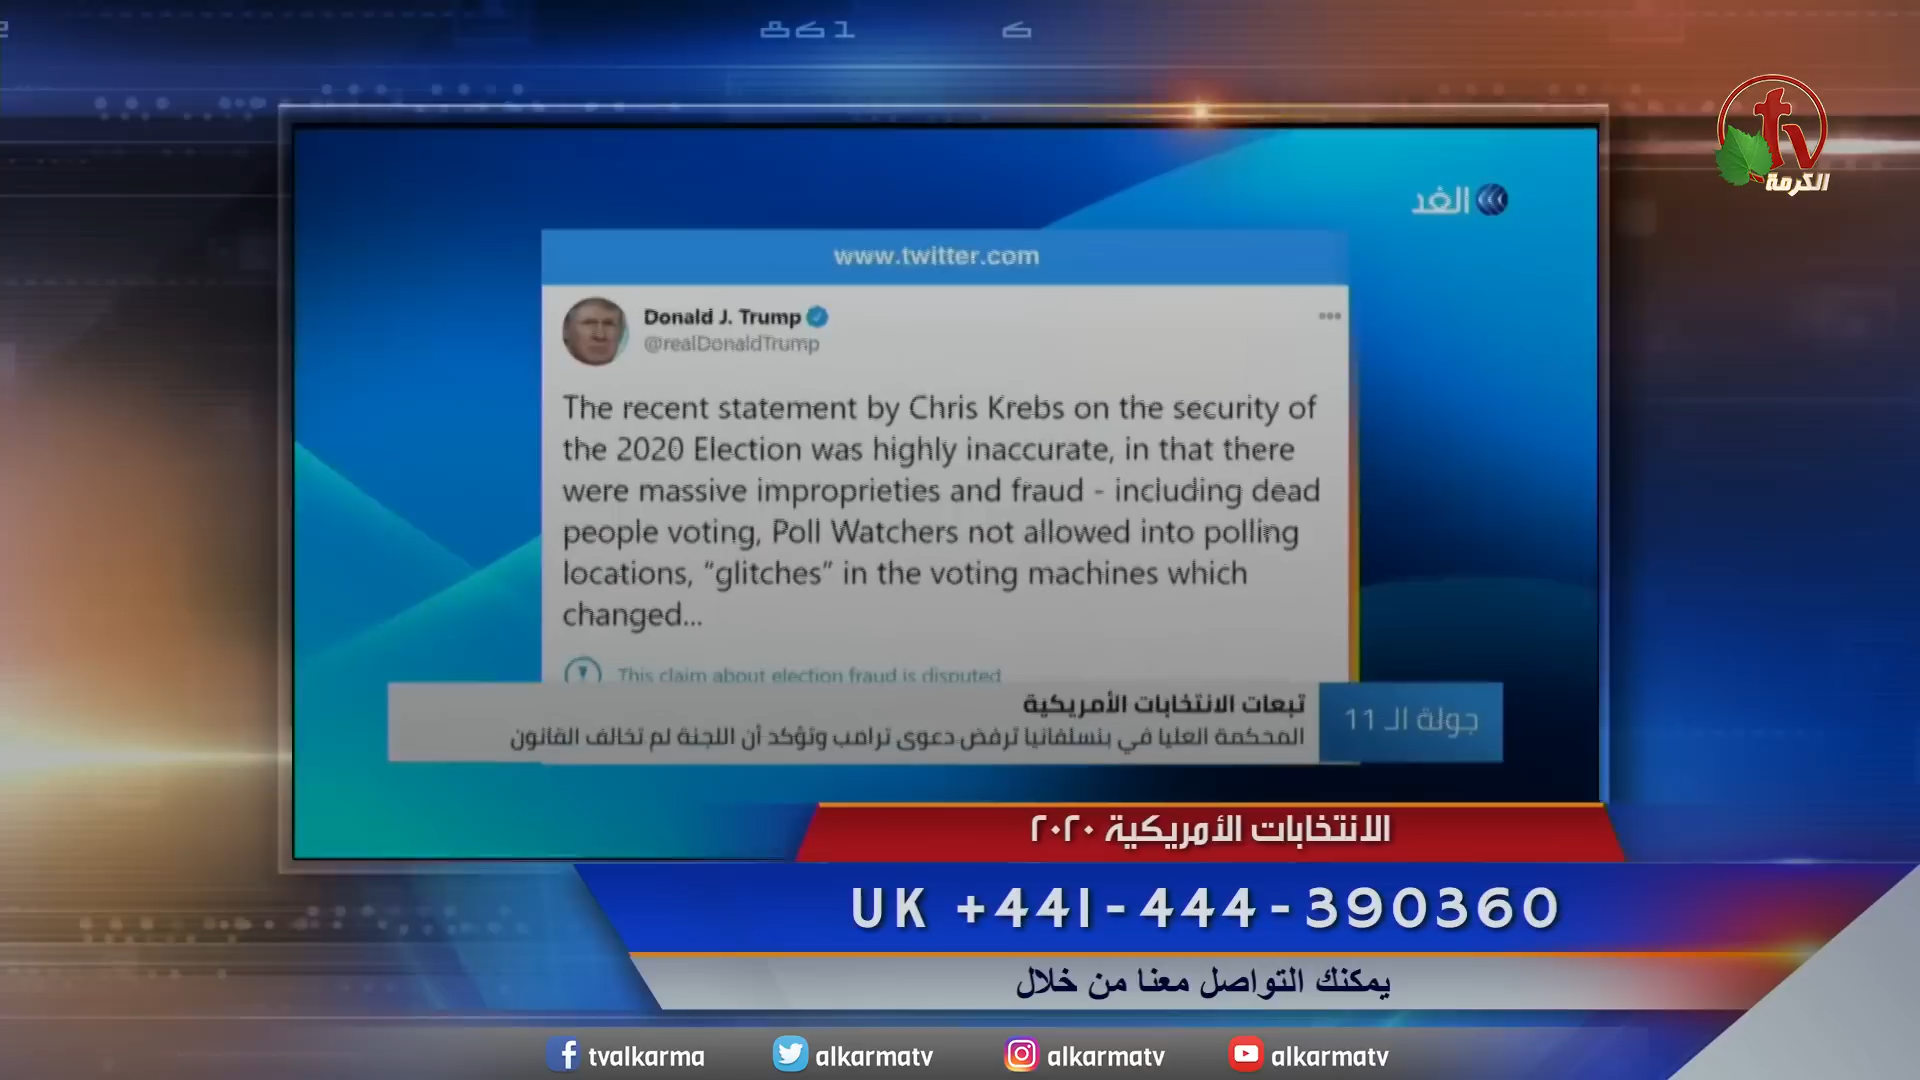 tv
الكرمة
الغد
www.twitter.com
Donald J. Trump
@realDonaldTrump
The recent statement by Chris Krebs on the security of
the 2020 Election was highly inaccurate, in that there
were massive improprieties and fraud - including dead
people voting, Poll Watchers not allowed into polling
locations, “glitches” in the voting machines which
changed...
This claim about election fraud is disputed
تبعات الانتخابات الأمريكية
المحكمة العليا في بنسلفانيا ترفض دعوى ترامب وتؤكد أن اللجنة لم تخالف القانون
جولة الـ 11
الانتخابات الأمريكية ٢٠٢٠
UK +441-444-390360
يمكنك التواصل معنا من خلال
tvalkarma
alkarmatv
alkarmatv
alkarmatv